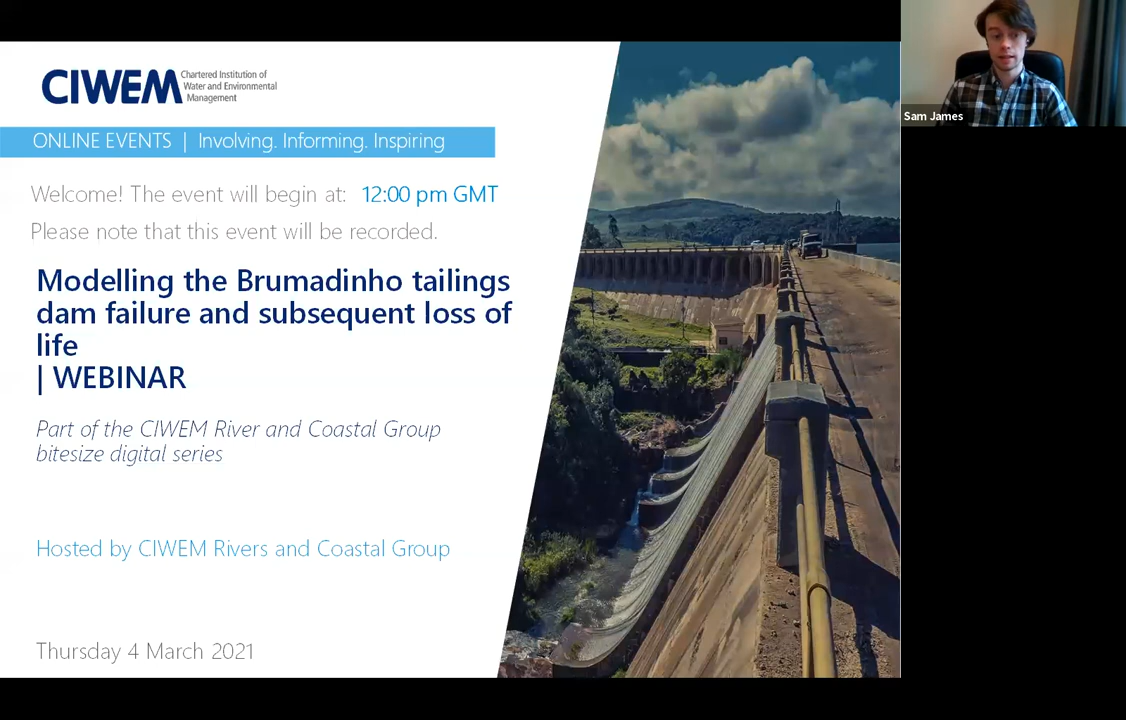 CIWEM
Chartered Institution of
Water and Environmental
Management
ONLINE EVENTS | Involving. Informing. Inspiring
Welcome! The event will begin at: 12:00 pm GMT
Please note that this event will be recorded.
Modelling the Brumadinho tailings
dam failure and subsequent loss of
life
| WEBINAR
Part of the CIWEM River and Coastal Group
bitesize digital series
Hosted by CIWEM Rivers and Coastal Group
Thursday 4 March 2021
Sam James